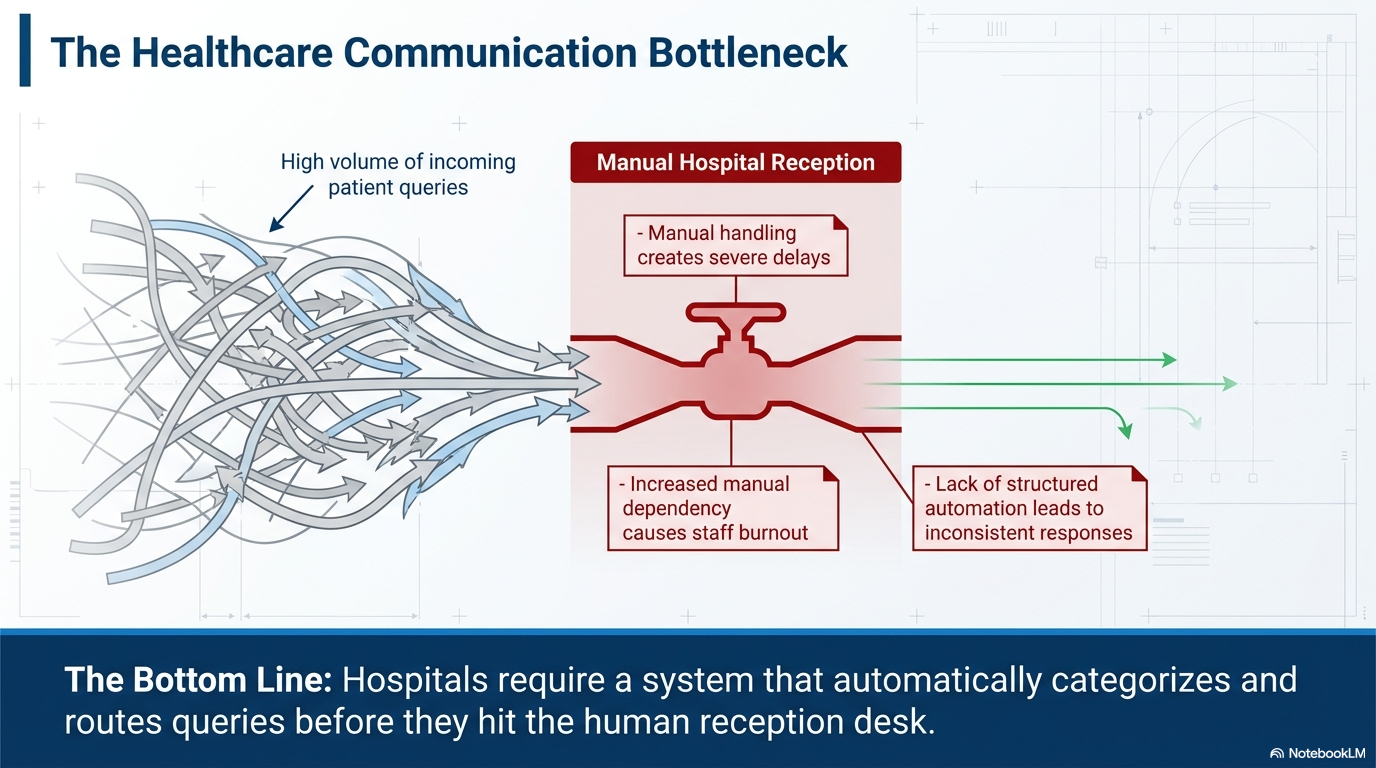 The Healthcare Communication Bottleneck
High volume of incoming
patient queries
Manual Hospital Reception
- Manual handling
creates severe delays
- Increased manual
dependency
causes staff burnout
- Lack of structured
automation leads to
inconsistent responses
The Bottom Line: Hospitals require a system that automatically categorizes and
routes queries before they hit the human reception desk.
NotebookLM